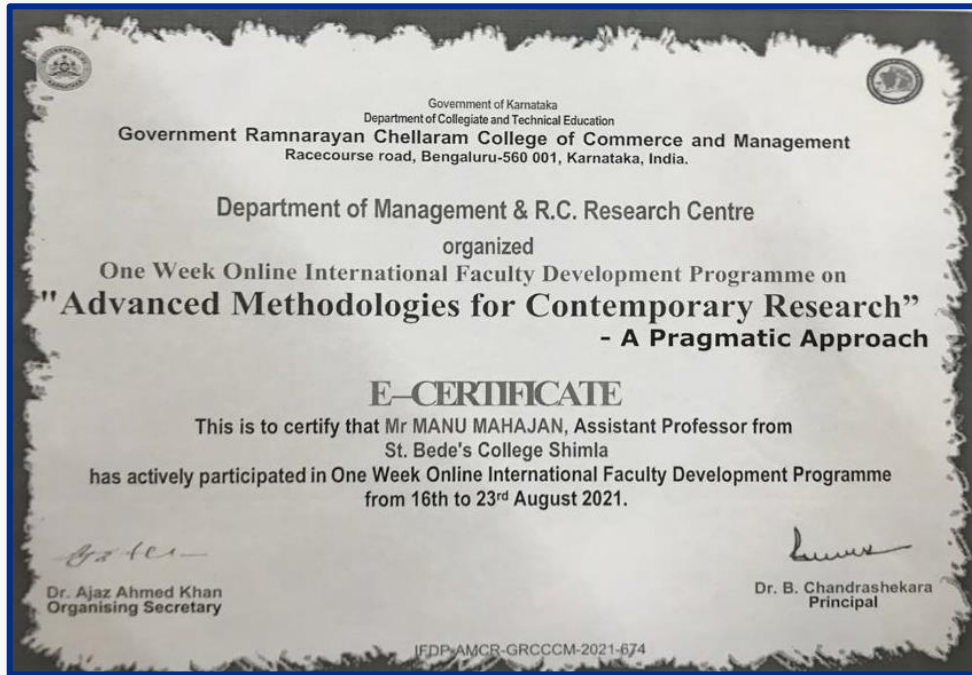 Government of Karnataka
Department of Collegiate and Technical Education
Government Ramnarayan Chellaram College of Commerce and Management
Racecourse road, Bengaluru-560 001, Karnataka, India.
Department of Management & R.C. Research Centre
organized
One Week Online International Faculty Development Programme on
"Advanced Methodologies for Contemporary Research”
- A Pragmatic Approach
E-CERTIFICATE
This is to certify that Mr MANU MAHAJAN, Assistant Professor from
St. Bede's College Shimla
has actively participated in One Week Online International Faculty Development Programme
from 16th to 23rd August 2021.
Dr. Ajaz Ahmed Khan
Organising Secretary
Dr. B. Chandrashekara
Principal
IFDP-AMCR-GRCCCM-2021-674